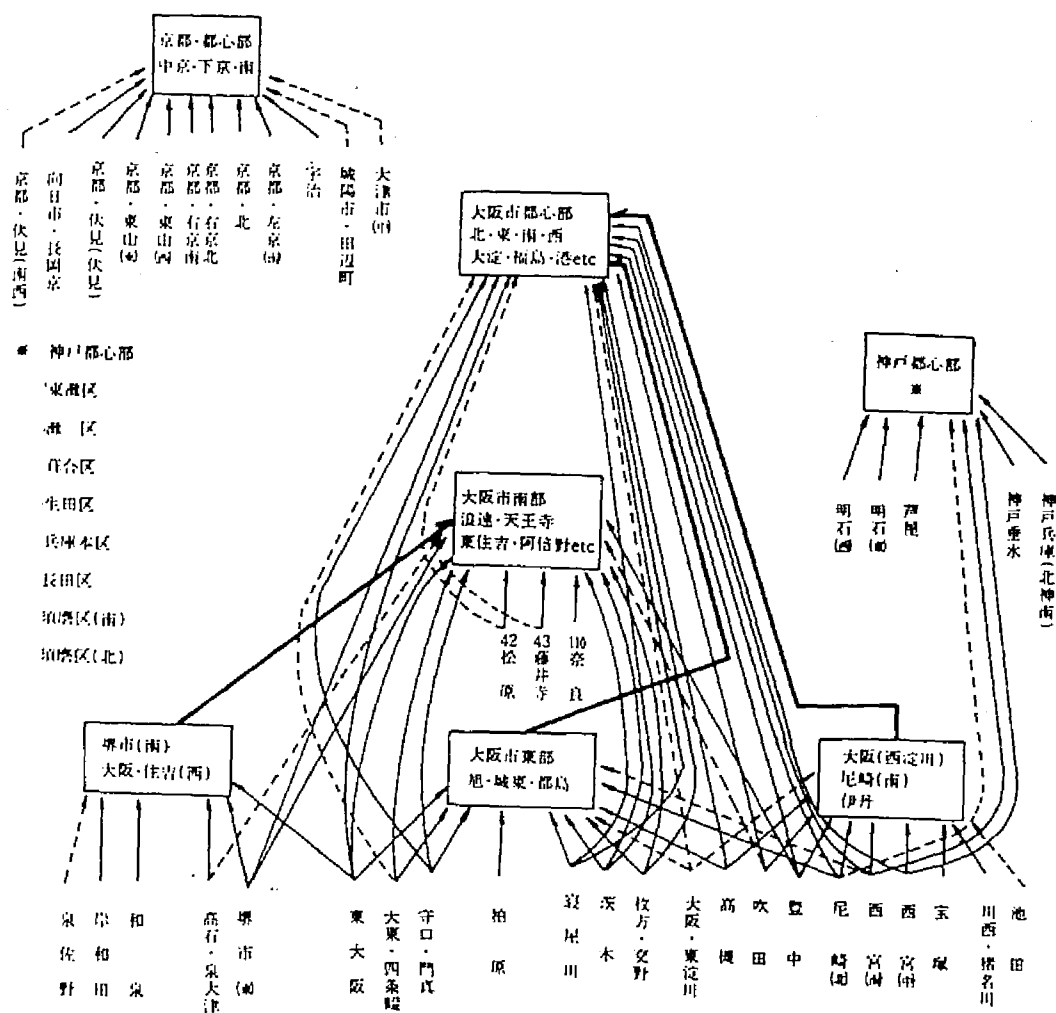 京都・都心部
中京・下京・南
京都・伏見(南西)
向日市・長岡京
京都・伏見(伏見)
京都・東山(東)
京都・東山(西)
京都・右京南
京都・右京北
京都・北
京都・左京(南)
宇治
城陽市・田辺町
大津市(中)
大阪市都心部
北・東・南・西
大淀・福島・港etc
※ 神戸都心部
東灘区
灘 区
葺合区
生田区
兵庫本区
長田区
須磨区(南)
須磨区(北)
神戸都心部
※
明石(西)
明石(東)
芦屋
神戸垂水
神戸兵庫(北神南)
大阪市南部
浪速・天王寺
東住吉・阿倍野etc
42 松原
43 藤井寺
110 奈良
堺市(南)
大阪・住吉(西)
大阪市東部
旭・城東・都島
大阪(西淀川)
尼崎(南)
伊丹
泉佐野
岸和田
和泉
高石・泉大津
堺市(東)
東大阪
大東・四条畷
守口・門真
柏原
寝屋川
茨木
枚方・交野
大阪・東淀川
高槻
吹田
豊中
尼崎(北)
西宮(南)
西宮(中)
宝塚
川西・猪名川
池田